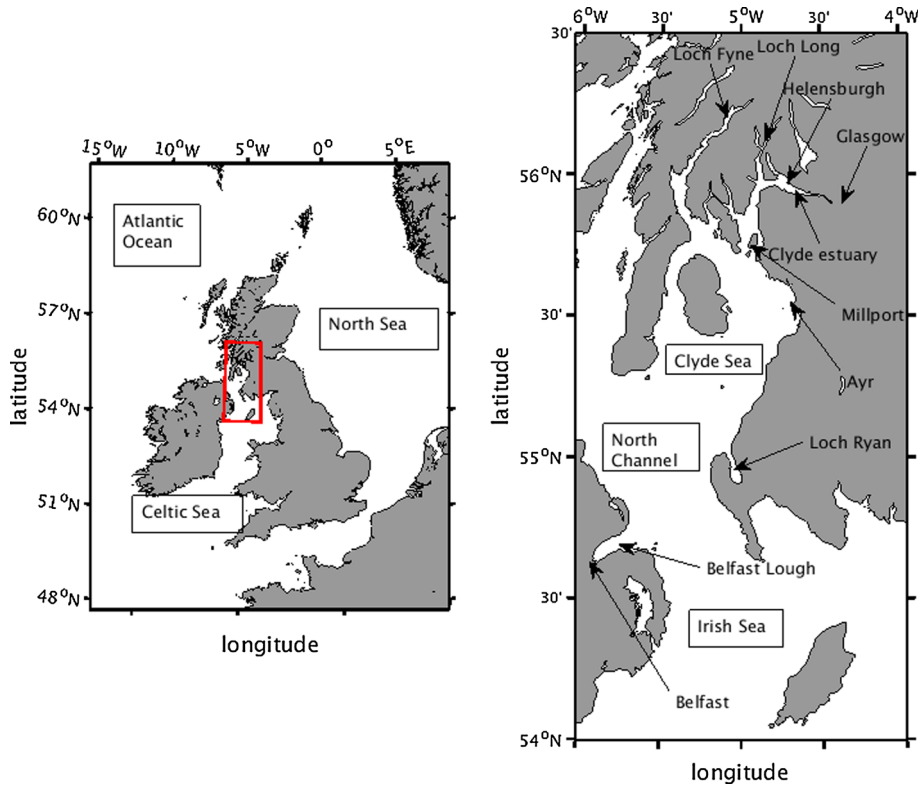 15°W 10°W 5°W 0° 5°E
60°N
57°N
54°N
51°N
48°N
latitude
longitude
Atlantic
Ocean
North Sea
Celtic Sea
6°W 30' 5°W 30' 4°W
30'
56°N
30'
55°N
30'
54°N
latitude
longitude
Loch Fyne
Loch Long
Helensburgh
Glasgow
Clyde estuary
Millport
Clyde Sea
Ayr
North
Channel
Loch Ryan
Belfast Lough
Irish Sea
Belfast